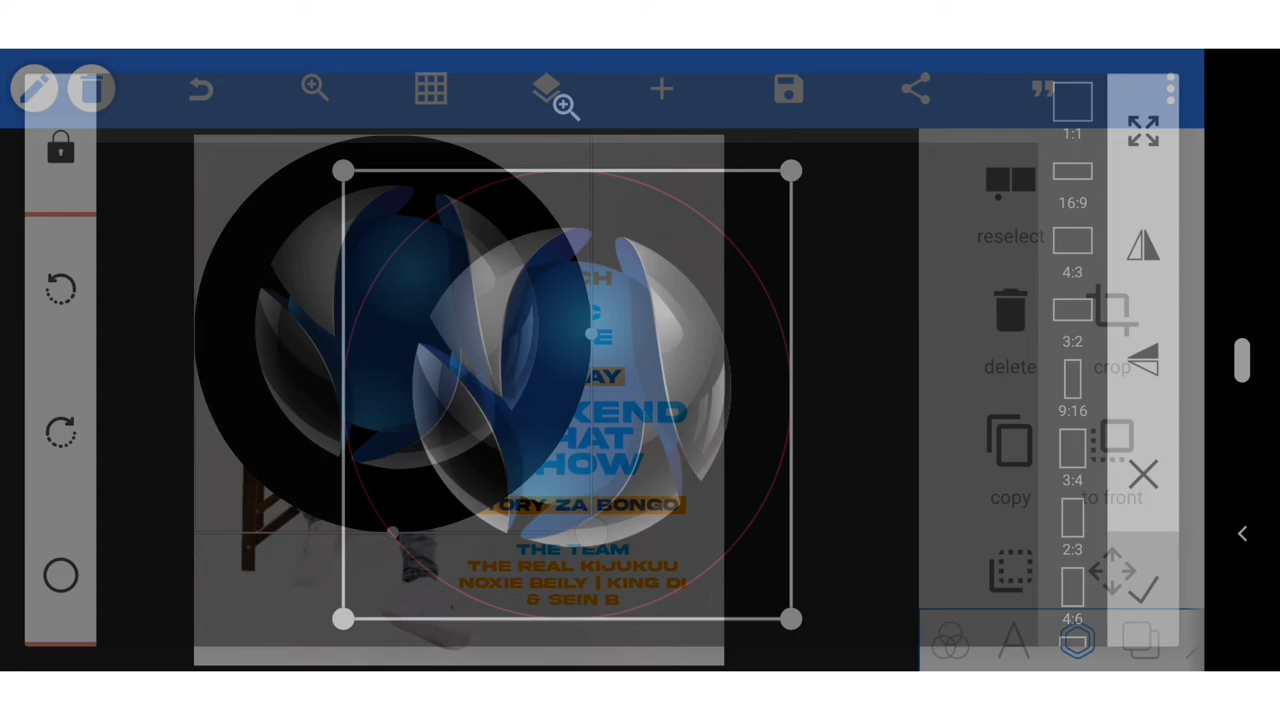 1:1
reselect
16:9
CH
4:3
delete
crop
3:2
AY
KEND
9:16
HAT
HOW
3:4
copy
to front
ORY ZA BONGO
THE TEAM
2:3
THE REAL KIJUKUU
NOXIE BEILY | KING DI
& SEIN B
4:6